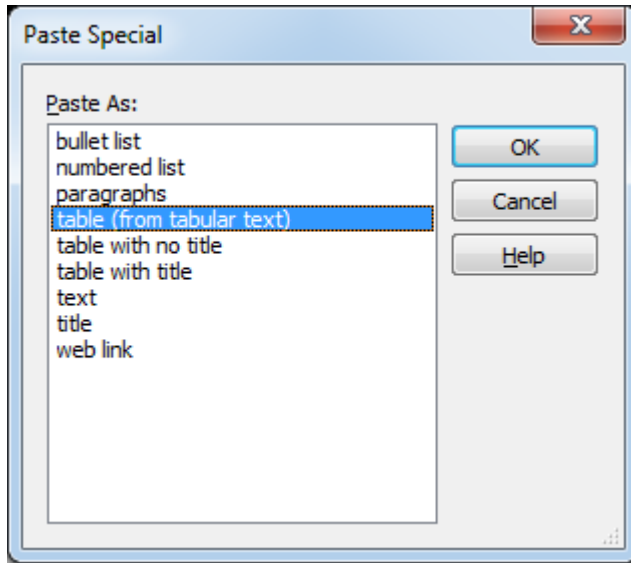 Paste Special
Paste As:
bullet list
numbered list
paragraphs
table (from tabular text)
table with no title
table with title
text
title
web link
OK
Cancel
Help